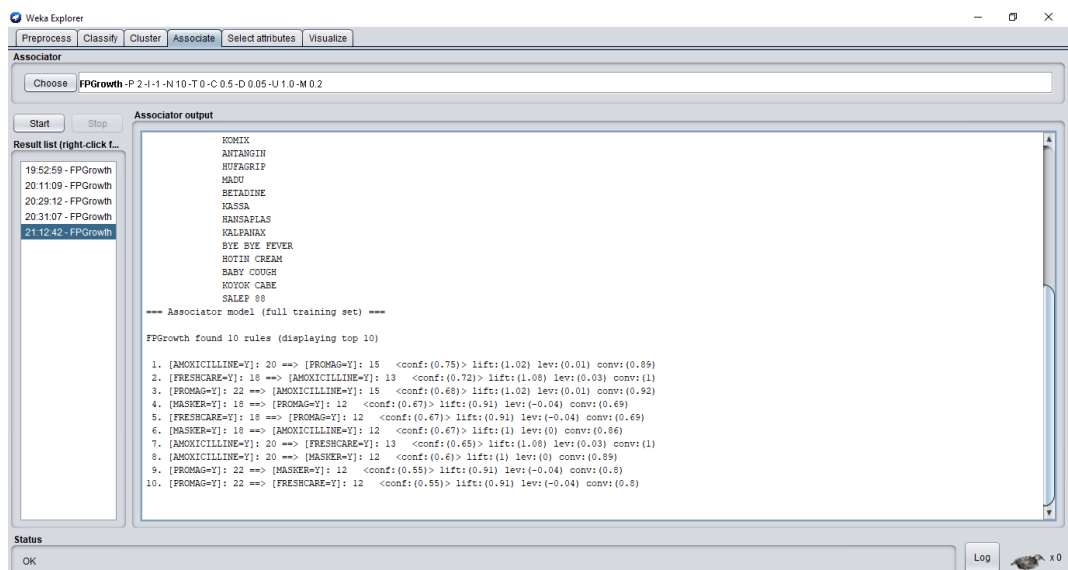 Weka Explorer
Preprocess Classify Cluster Associate Select attributes Visualize
Associator
Choose FPGrowth -P 2 -I -1 -N 10 -T 0 -C 0.5 -D 0.05 -U 1.0 -M 0.2
Start Stop
Result list (right-click f...
19:52:59 - FPGrowth
20:11:09 - FPGrowth
20:29:12 - FPGrowth
20:31:07 - FPGrowth
21:12:42 - FPGrowth
Associator output
KOMIX
ANTANGIN
HUFAGRIP
MADU
BETADINE
KASSA
HANSAPLAS
KALPANAX
BYE BYE FEVER
HOTIN CREAM
BABY COUGH
KOYOK CABE
SALEP 88
=== Associator model (full training set) ===
FPGrowth found 10 rules (displaying top 10)
1. [AMOXICILLINE=Y]: 20 ==> [PROMAG=Y]: 15 <conf:(0.75)> lift:(1.02) lev:(0.01) conv:(0.89)
2. [FRESHCARE=Y]: 18 ==> [AMOXICILLINE=Y]: 13 <conf:(0.72)> lift:(1.08) lev:(0.03) conv:(1)
3. [PROMAG=Y]: 22 ==> [AMOXICILLINE=Y]: 15 <conf:(0.68)> lift:(1.02) lev:(0.01) conv:(0.92)
4. [MASKER=Y]: 18 ==> [PROMAG=Y]: 12 <conf:(0.67)> lift:(0.91) lev:(-0.04) conv:(0.69)
5. [FRESHCARE=Y]: 18 ==> [PROMAG=Y]: 12 <conf:(0.67)> lift:(0.91) lev:(-0.04) conv:(0.69)
6. [MASKER=Y]: 18 ==> [AMOXICILLINE=Y]: 12 <conf:(0.67)> lift:(1) lev:(0) conv:(0.86)
7. [AMOXICILLINE=Y]: 20 ==> [FRESHCARE=Y]: 13 <conf:(0.65)> lift:(1.08) lev:(0.03) conv:(1)
8. [AMOXICILLINE=Y]: 20 ==> [MASKER=Y]: 12 <conf:(0.6)> lift:(1) lev:(0) conv:(0.89)
9. [PROMAG=Y]: 22 ==> [MASKER=Y]: 12 <conf:(0.55)> lift:(0.91) lev:(-0.04) conv:(0.8)
10. [PROMAG=Y]: 22 ==> [FRESHCARE=Y]: 12 <conf:(0.55)> lift:(0.91) lev:(-0.04) conv:(0.8)
Status
OK
Log x 0